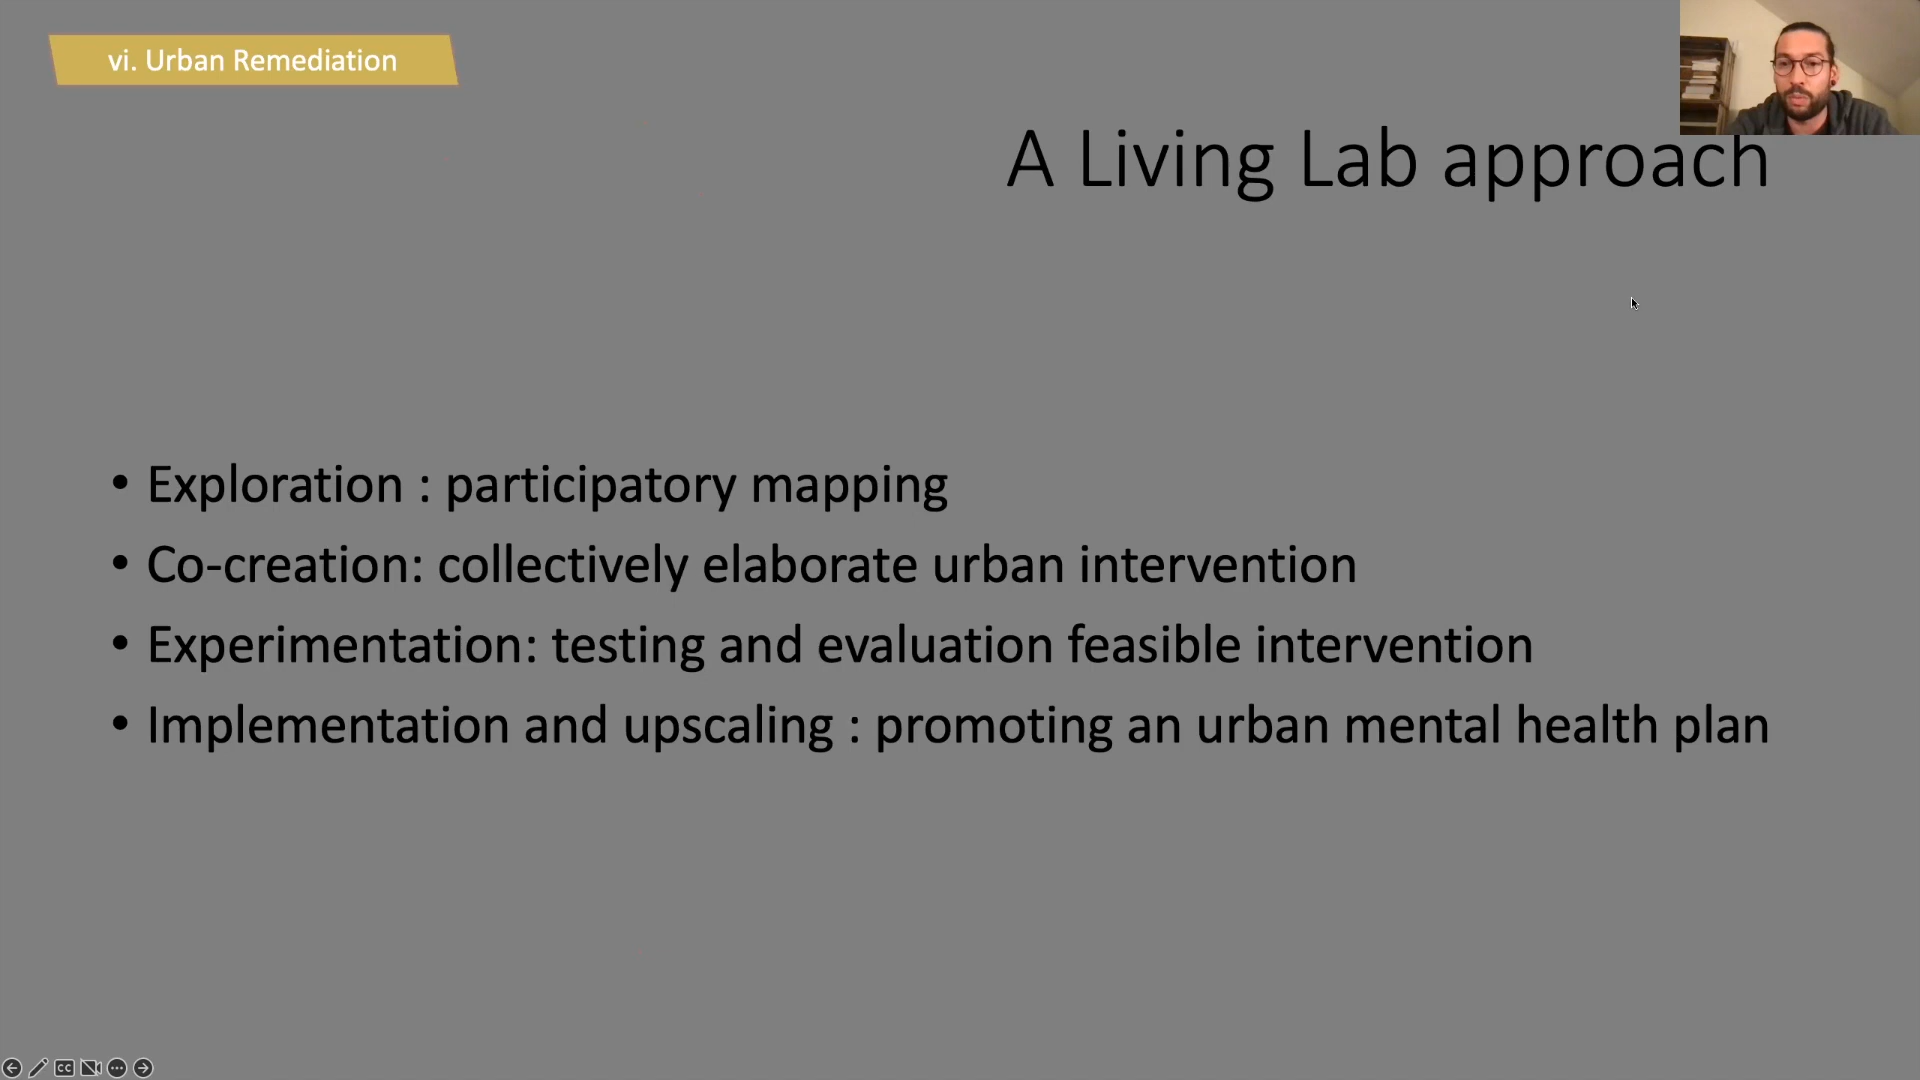 vi. Urban Remediation
A Living Lab approach
• Exploration : participatory mapping
• Co-creation: collectively elaborate urban intervention
• Experimentation: testing and evaluation feasible intervention
• Implementation and upscaling : promoting an urban mental health plan
CC